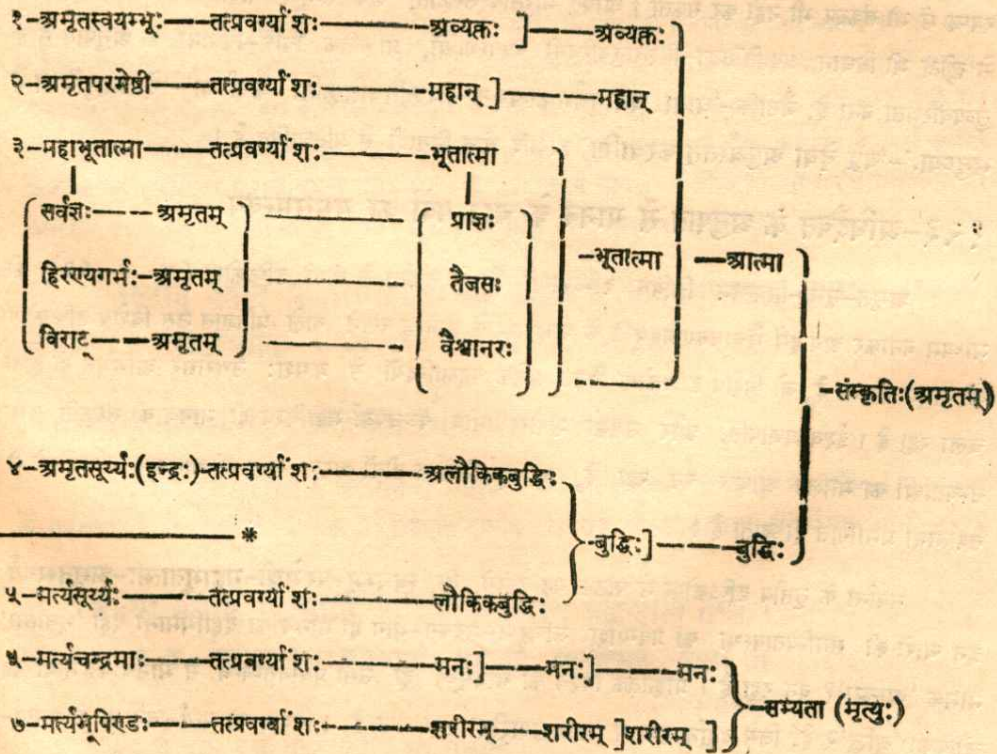 १-अमृतस्वयम्भूः——तत्प्रवर्ग्यांशः——अव्यक्तः ]—— अव्यक्तः
२-अमृतपरमेष्ठी——तत्प्रवर्ग्यांशः——महान् ]—— महान्
३-महाभूतात्मा——तत्प्रवर्ग्यांशः——भूतात्मा
सर्वज्ञः——अमृतम्—— प्राज्ञः
-भूतात्मा —आत्मा
हिरण्यगर्भः-अमृतम्—— तैजसः
विराट्——अमृतम्—— वैश्वानरः
-संस्कृतिः(अमृतम्)
४-अमृतसूर्य्यः(इन्द्रः)-तत्प्रवर्ग्यांशः——अलौकिकबुद्धिः
*
-बुद्धिः]—— बुद्धिः
५-मर्त्यसूर्य्यः——तत्प्रवर्ग्यांशः——लौकिकबुद्धिः
५-मर्त्यचन्द्रमाः——तत्प्रवर्ग्यांशः——मनः]——मनः]——मनः
-सभ्यता (मृत्युः)
७-मर्त्यभूपिण्डः——तत्प्रवर्ग्यांशः——शरीरम् —शरीरम् ]शरीरम् ]